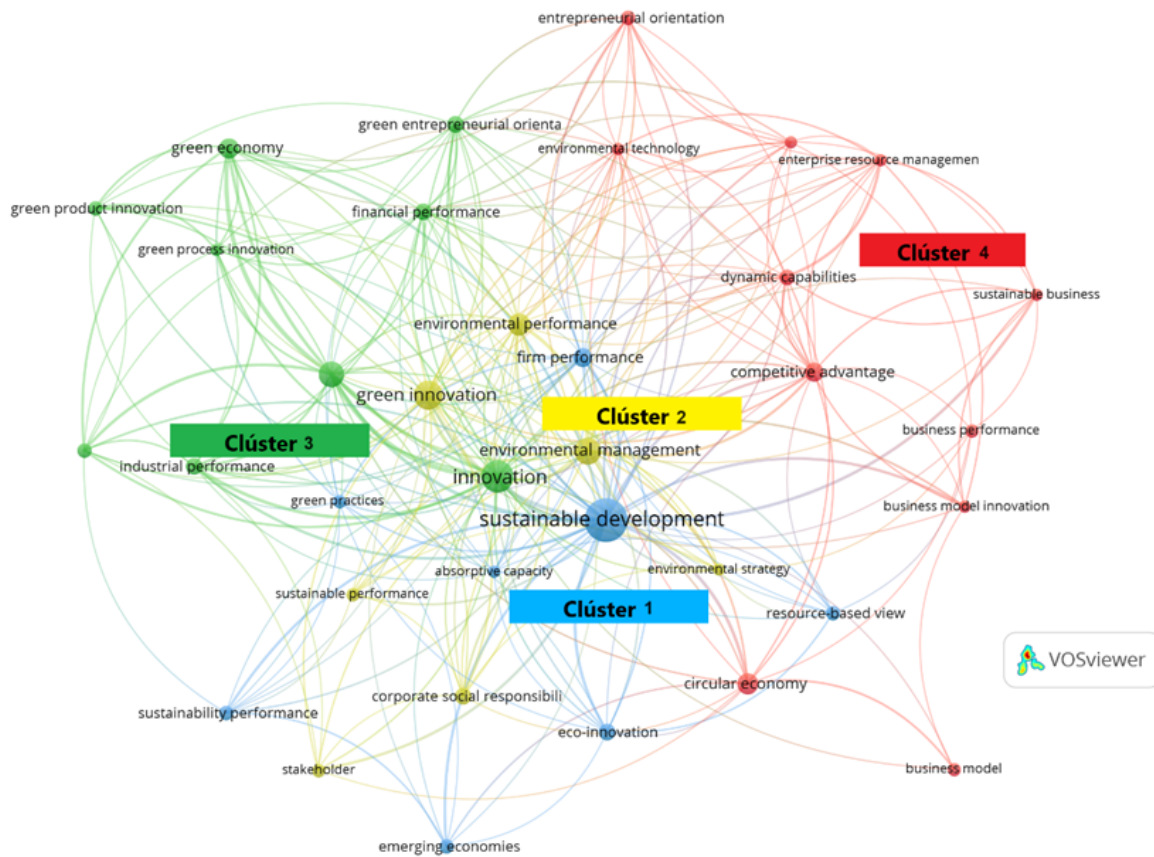 entrepreneurial orientation
green entrepreneurial orienta
green economy
environmental technology
enterprise resource managemen
green product innovation
financial performance
green process innovation
Clúster 4
dynamic capabilities
sustainable business
environmental performance
firm performance
competitive advantage
green innovation
Clúster 2
business performance
Clúster 3
environmental management
industrial performance
innovation
green practices
business model innovation
sustainable development
absorptive capacity
environmental strategy
sustainable performance
Clúster 1
resource-based view
VOSviewer
circular economy
corporate social responsibili
sustainability performance
eco-innovation
stakeholder
business model
emerging economies